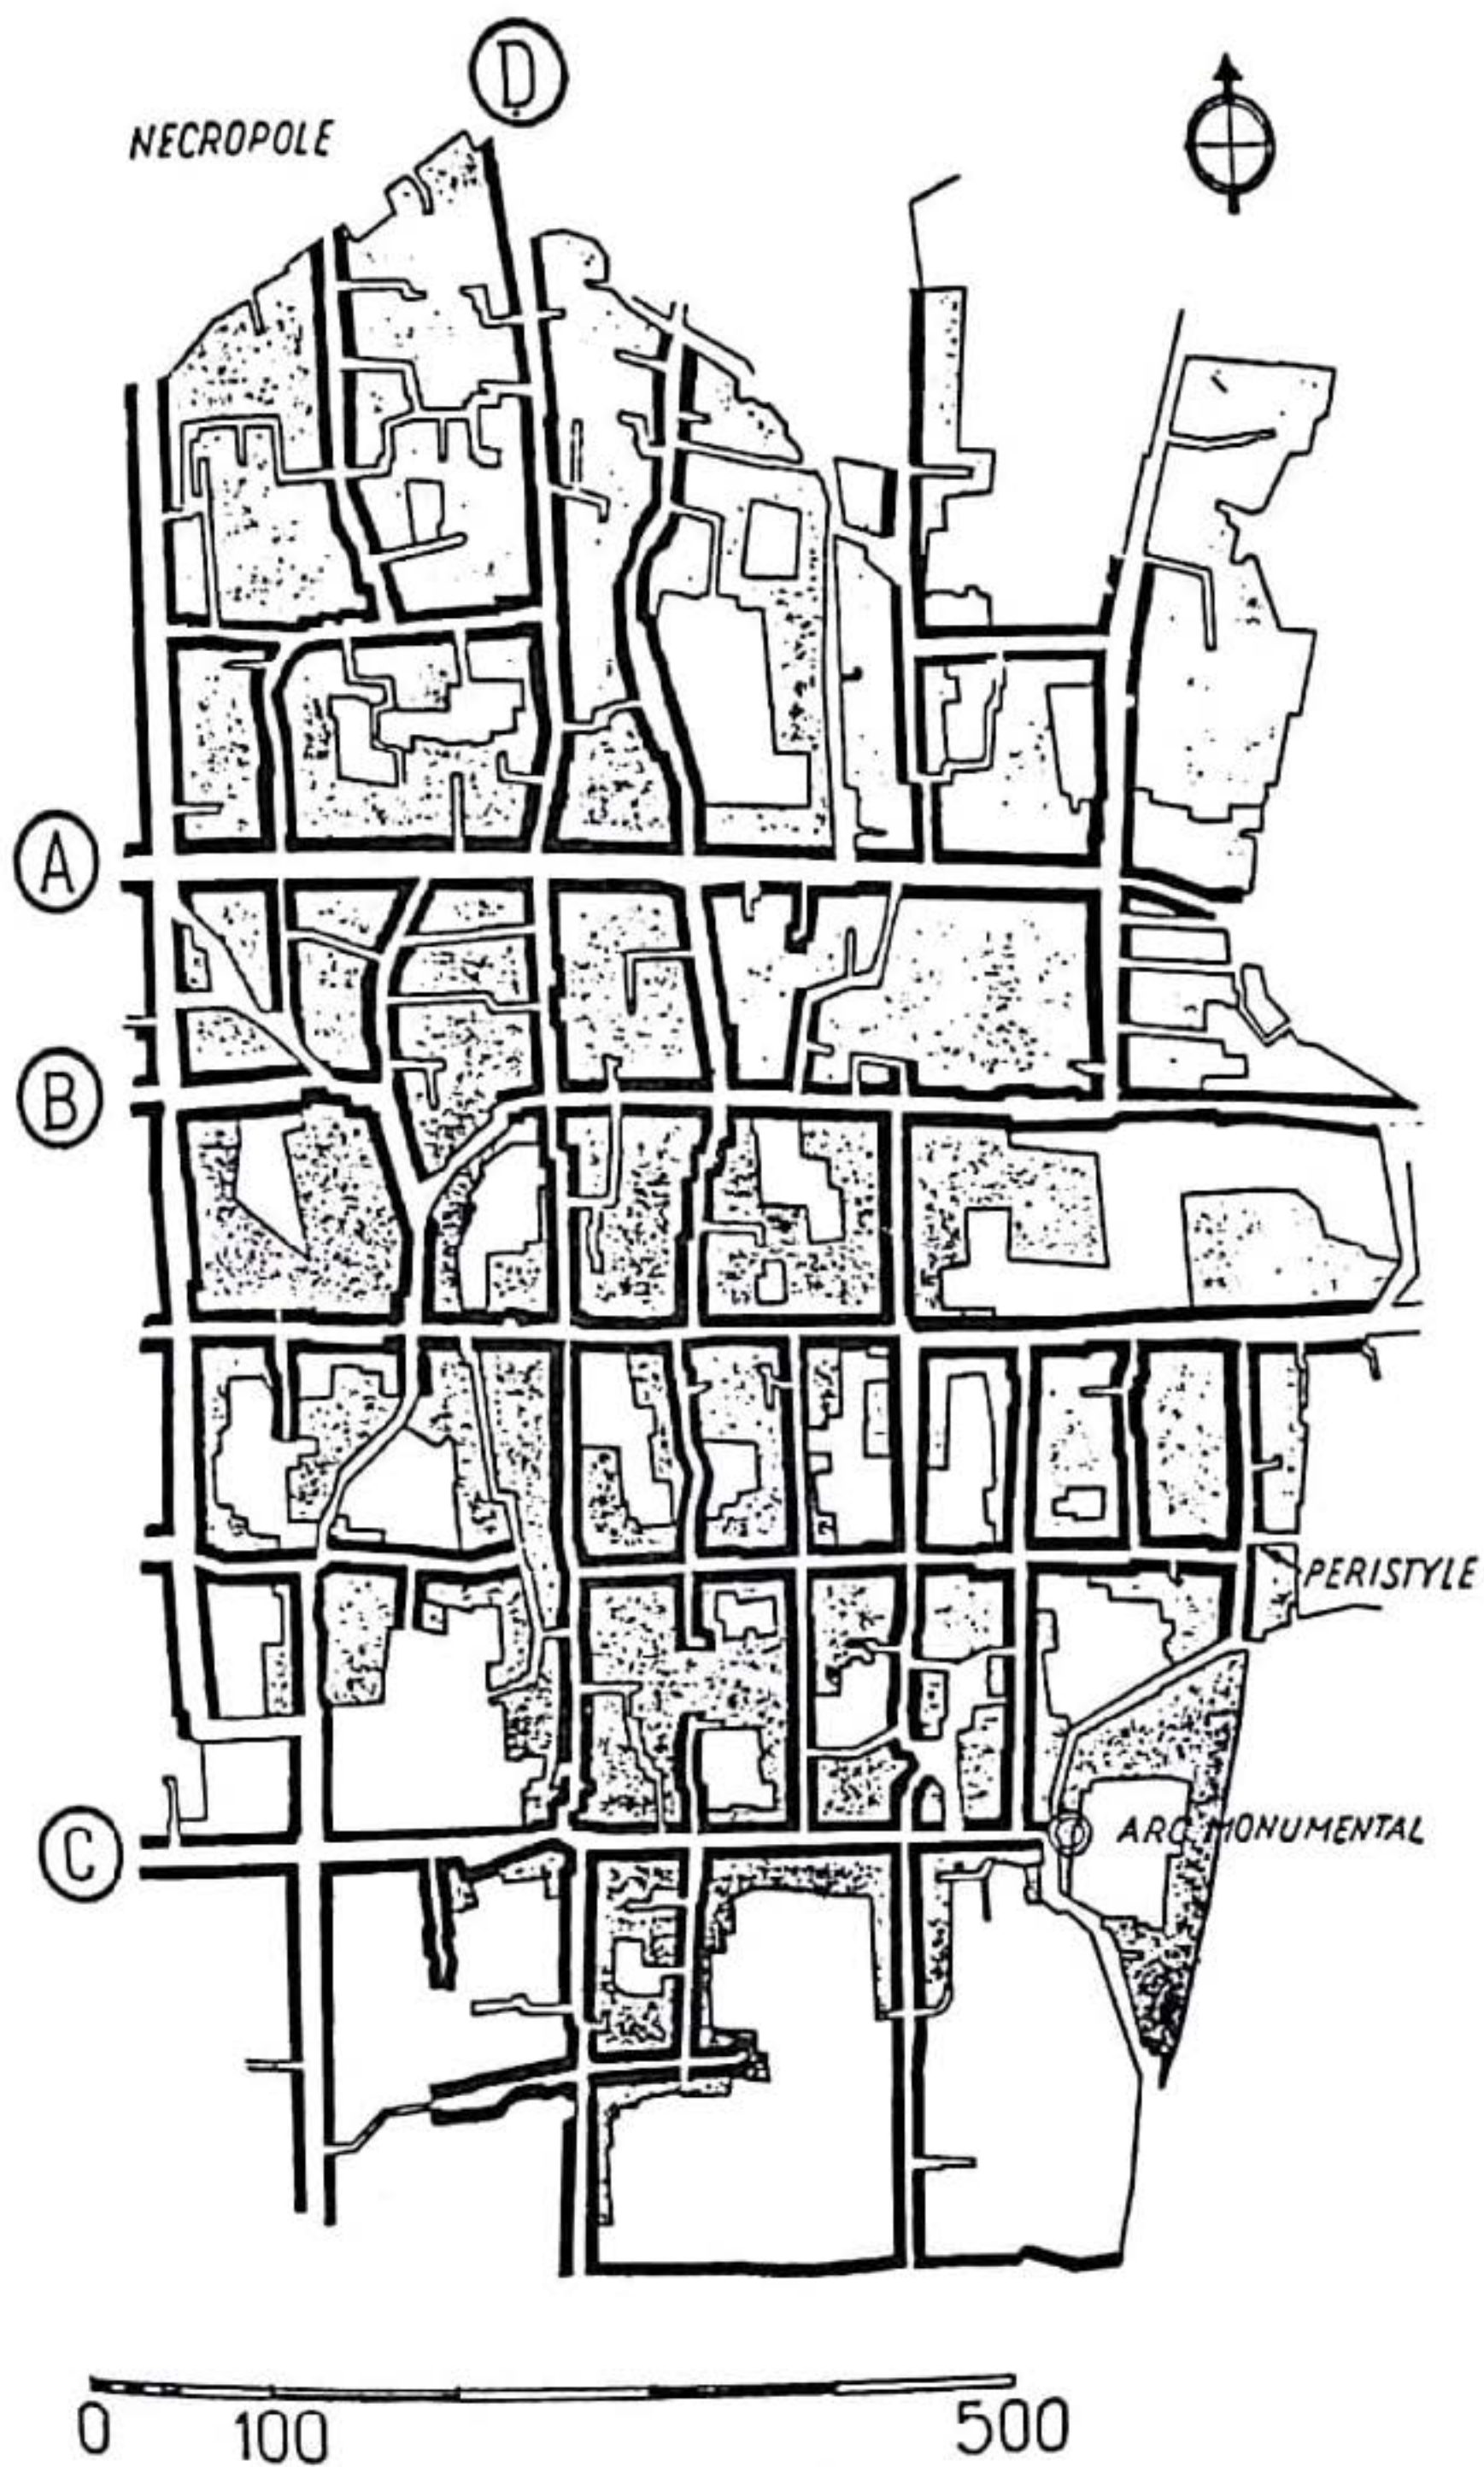 D
NECROPOLE
A
B
PERISTYLE
C
ARC MONUMENTAL
0 100 500